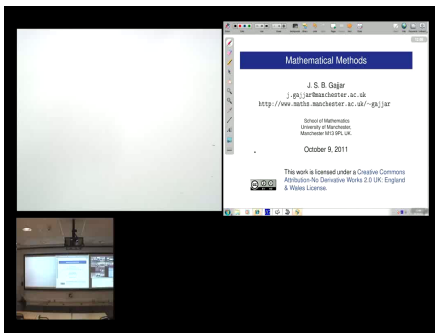 Mathematical Methods
J. S. B. Gajjar
j.gajjar@manchester.ac.uk
http://www.maths.manchester.ac.uk/~gajjar
School of Mathematics
University of Manchester,
Manchester M13 9PL UK.
October 9, 2011
This work is licensed under a Creative Commons
Attribution-No Derivative Works 2.0 UK: England
& Wales License.